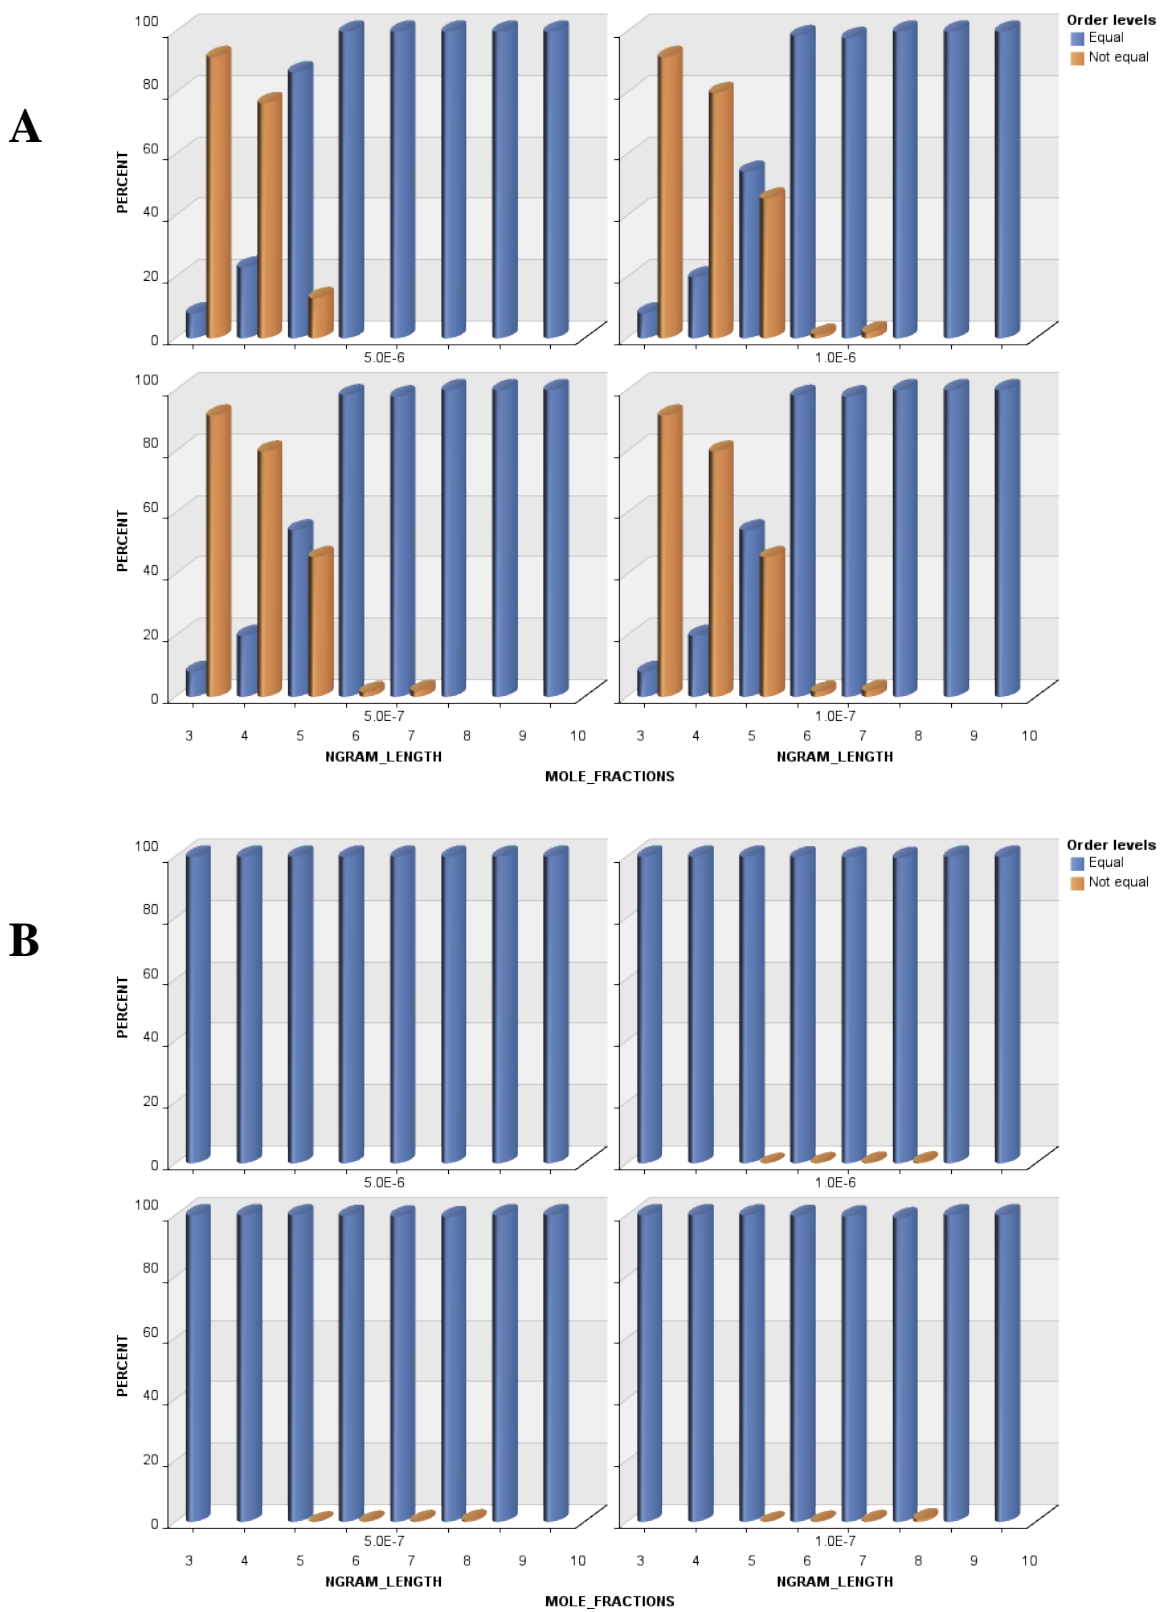 A
Order levels
Equal
Not equal
PERCENT
100
80
60
40
20
0
5.0E-6
1.0E-6
PERCENT
100
80
60
40
20
0
5.0E-7
1.0E-7
3 4 5 6 7 8 9 10
3 4 5 6 7 8 9 10
NGRAM_LENGTH
NGRAM_LENGTH
MOLE_FRACTIONS
B
Order levels
Equal
Not equal
PERCENT
100
80
60
40
20
0
5.0E-6
1.0E-6
PERCENT
100
80
60
40
20
0
5.0E-7
1.0E-7
3 4 5 6 7 8 9 10
3 4 5 6 7 8 9 10
NGRAM_LENGTH
NGRAM_LENGTH
MOLE_FRACTIONS